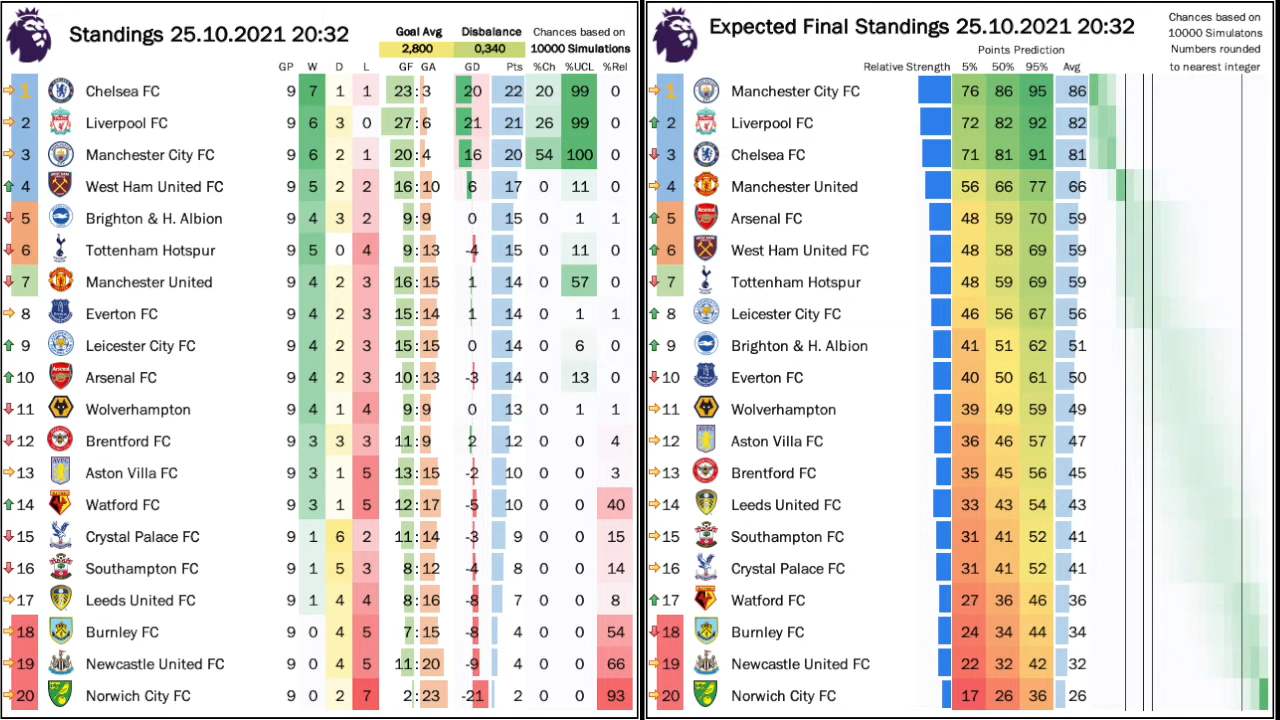 Standings 25.10.2021 20:32
Goal Avg Disbalance Chances based on
2,800 0,340 10000 Simulations
GP W D L GF GA GD Pts %Ch %UCL %Rel
1 Chelsea FC 9 7 1 1 23 : 3 20 22 20 99 0
2 Liverpool FC 9 6 3 0 27 : 6 21 21 26 99 0
3 Manchester City FC 9 6 2 1 20 : 4 16 20 54 100 0
4 West Ham United FC 9 5 2 2 16 : 10 6 17 0 11 0
5 Brighton & H. Albion 9 4 3 2 9 : 9 0 15 0 1 1
6 Tottenham Hotspur 9 5 0 4 9 : 13 -4 15 0 11 0
7 Manchester United 9 4 2 3 16 : 15 1 14 0 57 0
8 Everton FC 9 4 2 3 15 : 14 1 14 0 1 1
9 Leicester City FC 9 4 2 3 15 : 15 0 14 0 6 0
10 Arsenal FC 9 4 2 3 10 : 13 -3 14 0 13 0
11 Wolverhampton 9 4 1 4 9 : 9 0 13 0 1 1
12 Brentford FC 9 3 3 3 11 : 9 2 12 0 0 4
13 Aston Villa FC 9 3 1 5 13 : 15 -2 10 0 0 3
14 Watford FC 9 3 1 5 12 : 17 -5 10 0 0 40
15 Crystal Palace FC 9 1 6 2 11 : 14 -3 9 0 0 15
16 Southampton FC 9 1 5 3 8 : 12 -4 8 0 0 14
17 Leeds United FC 9 1 4 4 8 : 16 -8 7 0 0 8
18 Burnley FC 9 0 4 5 7 : 15 -8 4 0 0 54
19 Newcastle United FC 9 0 4 5 11 : 20 -9 4 0 0 66
20 Norwich City FC 9 0 2 7 2 : 23 -21 2 0 0 93
Expected Final Standings 25.10.2021 20:32
Chances based on
10000 Simulatons
Numbers rounded
to nearest integer
Points Prediction
Relative Strength 5% 50% 95% Avg
1 Manchester City FC 76 86 95 86
2 Liverpool FC 72 82 92 82
3 Chelsea FC 71 81 91 81
4 Manchester United 56 66 77 66
5 Arsenal FC 48 59 70 59
6 West Ham United FC 48 58 69 59
7 Tottenham Hotspur 48 59 69 59
8 Leicester City FC 46 56 67 56
9 Brighton & H. Albion 41 51 62 51
10 Everton FC 40 50 61 50
11 Wolverhampton 39 49 59 49
12 Aston Villa FC 36 46 57 47
13 Brentford FC 35 45 56 45
14 Leeds United FC 33 43 54 43
15 Southampton FC 31 41 52 41
16 Crystal Palace FC 31 41 52 41
17 Watford FC 27 36 46 36
18 Burnley FC 24 34 44 34
19 Newcastle United FC 22 32 42 32
20 Norwich City FC 17 26 36 26